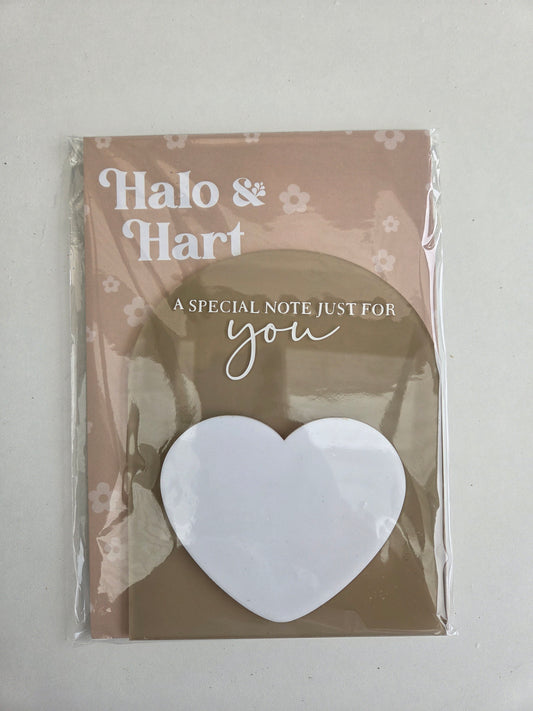 Halo &
Hart
A SPECIAL NOTE JUST FOR
you